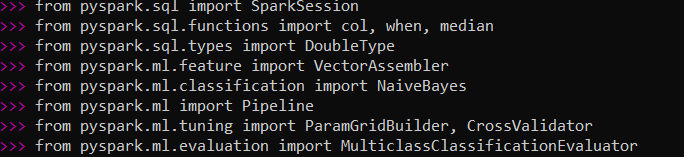 >>> from pyspark.sql import SparkSession
>>> from pyspark.sql.functions import col, when, median
>>> from pyspark.sql.types import DoubleType
>>> from pyspark.ml.feature import VectorAssembler
>>> from pyspark.ml.classification import NaiveBayes
>>> from pyspark.ml import Pipeline
>>> from pyspark.ml.tuning import ParamGridBuilder, CrossValidator
>>> from pyspark.ml.evaluation import MulticlassClassificationEvaluator